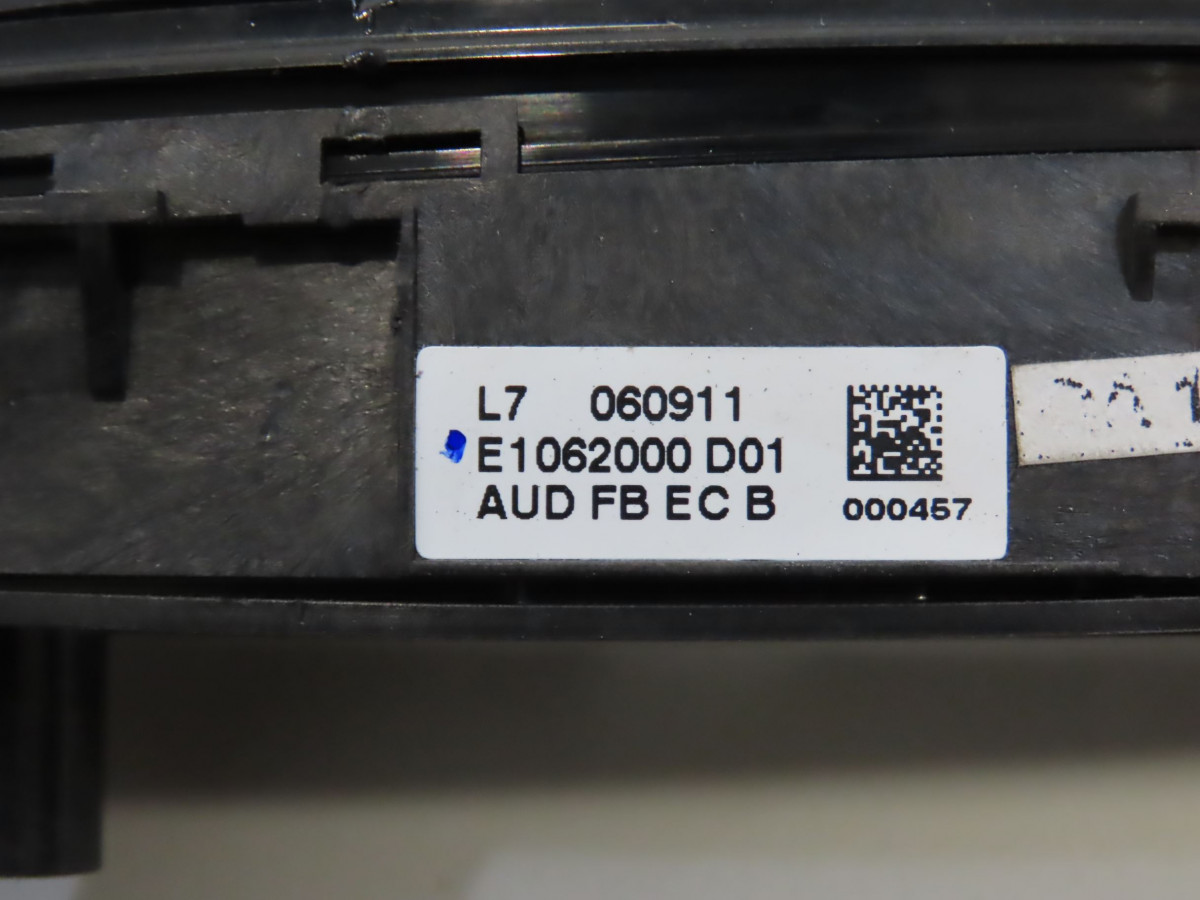 L7 060911
E1062000 D01
AUD FB EC B
000457